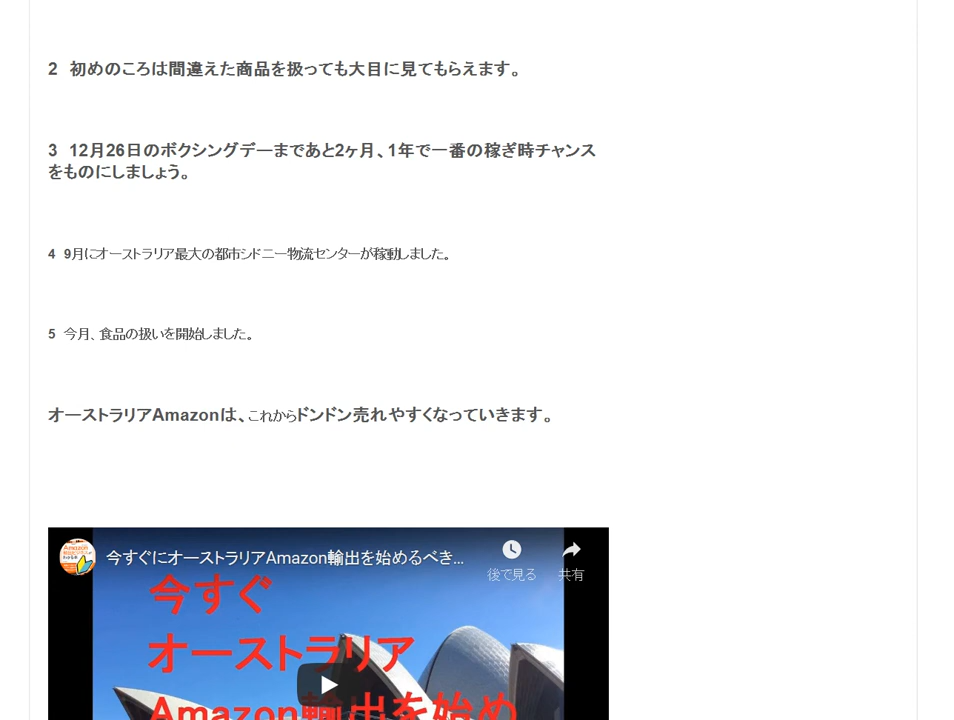 2 初めのころは間違えた商品を扱っても大目に見てもらえます。
3 12月26日のボクシングデーまであと2ヶ月、1年で一番の稼ぎ時チャンス
をものにしましょう。
4 9月にオーストラリア最大の都市シドニー物流センターが稼動しました。
5 今月、食品の扱いを開始しました。
オーストラリアAmazonは、これからドンドン売れやすくなっていきます。
今すぐにオーストラリアAmazon輸出を始めるべき...
後で見る 共有
今すぐ
オーストラリア
Amazon輸出を始め